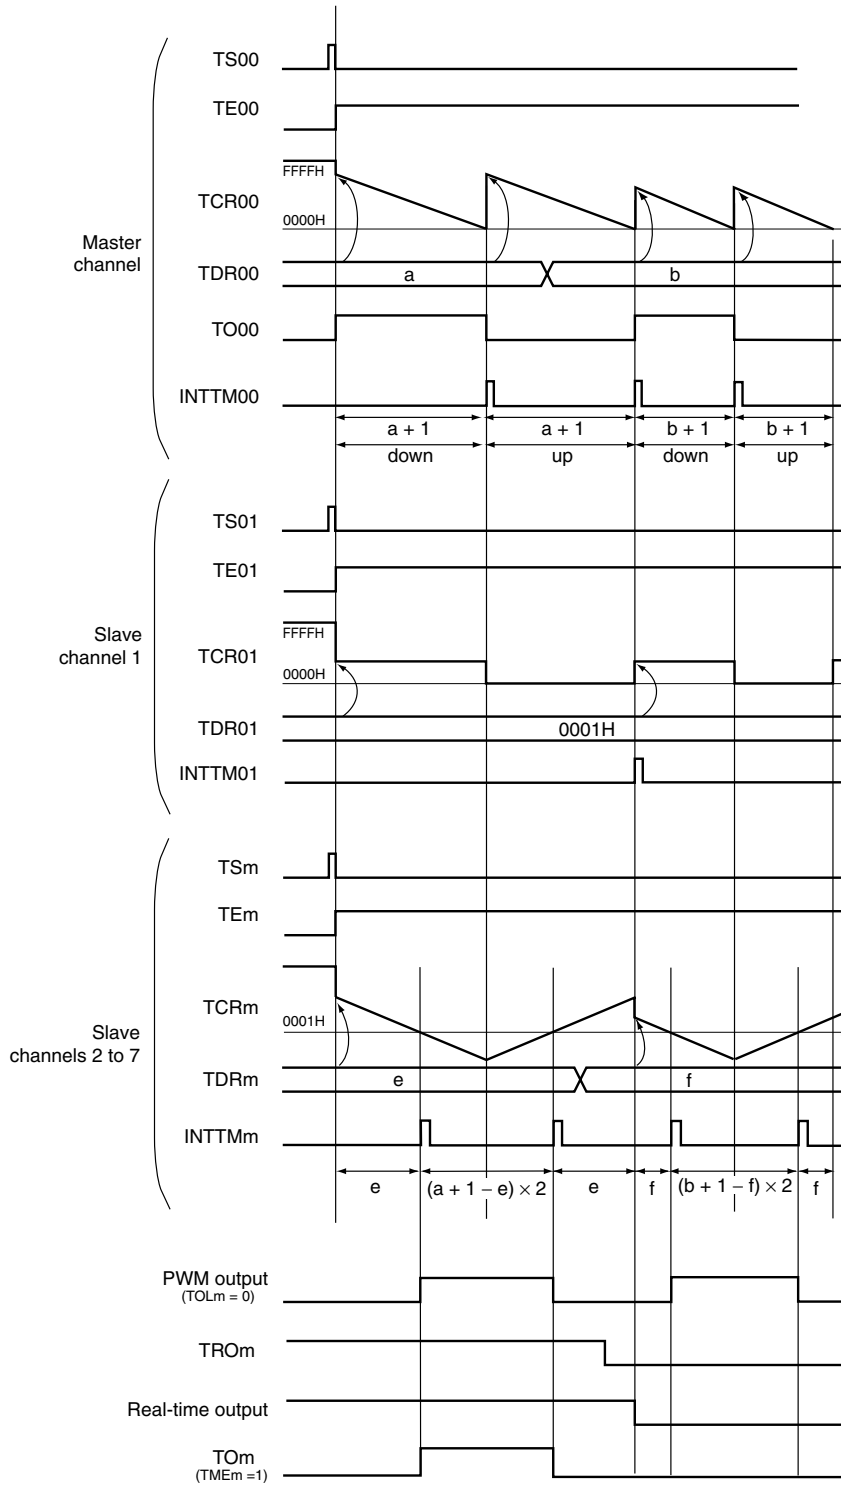 TS00
TE00
FFFFH
TCR00
0000H
Master
channel
TDR00
a
b
TO00
INTTM00
a + 1
a + 1
b + 1
b + 1
down
up
down
up
TS01
TE01
FFFFH
Slave
channel 1
TCR01
0000H
TDR01
0001H
INTTM01
TSm
TEm
TCRm
0001H
Slave
channels 2 to 7
TDRm
e
f
INTTMm
e
(a + 1 – e) × 2
e
f
(b + 1 – f) × 2
f
PWM output
(TOLm = 0)
TROm
Real-time output
TOm
(TMEm =1)